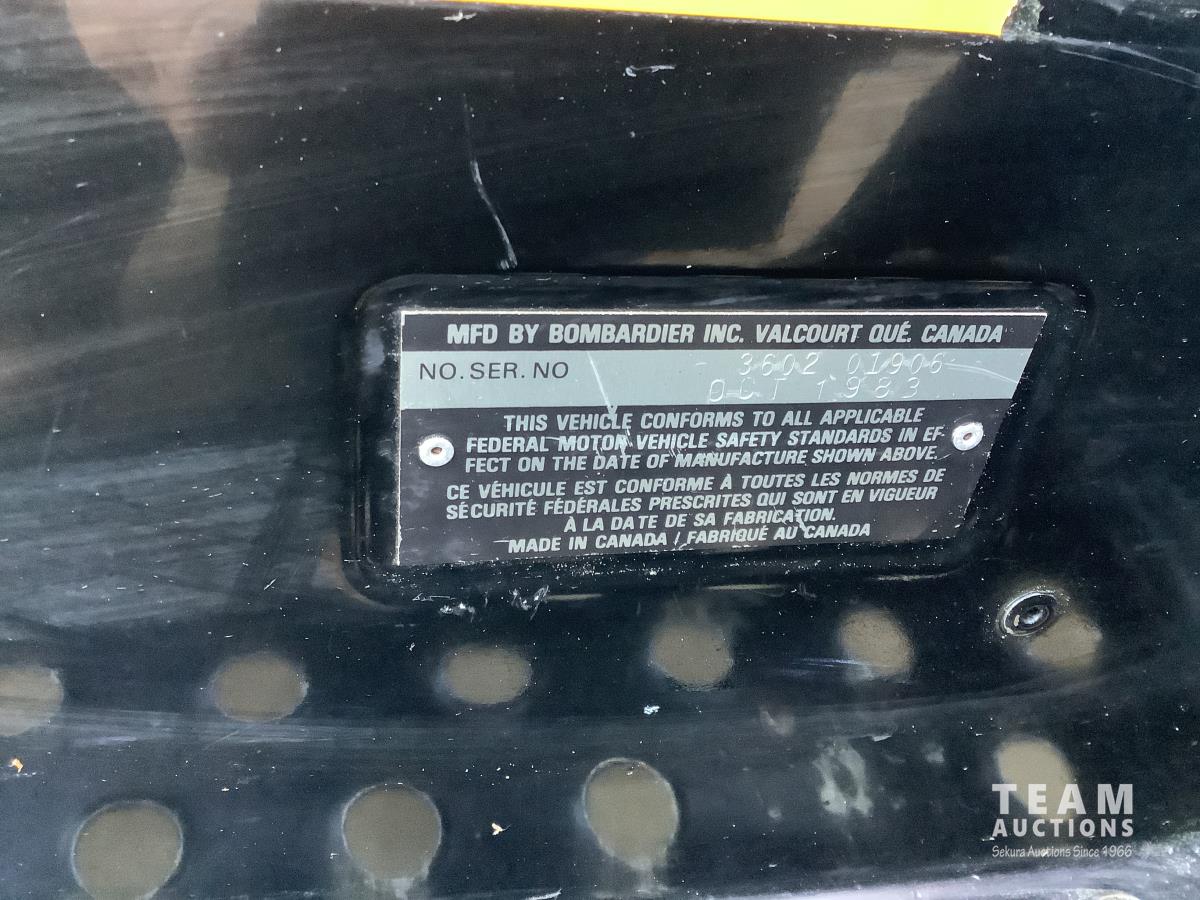 MFD BY BOMBARDIER INC. VALCOURT QUÉ. CANADA
NO. SER. NO 3602 01906
OCT 1983
THIS VEHICLE CONFORMS TO ALL APPLICABLE
FEDERAL MOTOR VEHICLE SAFETY STANDARDS IN EF-
FECT ON THE DATE OF MANUFACTURE SHOWN ABOVE.
CE VÉHICULE EST CONFORME À TOUTES LES NORMES DE
SÉCURITÉ FÉDÉRALES PRESCRITES QUI SONT EN VIGUEUR
À LA DATE DE SA FABRICATION.
MADE IN CANADA / FABRIQUÉ AU CANADA
TEAM
AUCTIONS
Sekura Auctions Since 1966